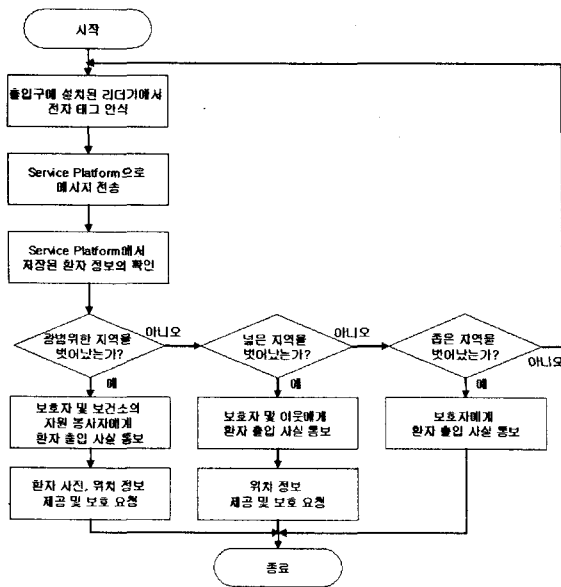 시작
출입구에 설치된 리더기에서
전자 태그 인식
Service Platform으로
메시지 전송
Service Platform에서
저장된 환자 정보의 확인
광범위한 지역을
벗어났는가?
아니오
넓은 지역을
벗어났는가?
아니오
좁은 지역을
벗어났는가?
아니오
예
예
예
보호자 및 보건소의
자원 봉사자에게
환자 출입 사실 통보
보호자 및 이웃에게
환자 출입 사실 통보
보호자에게
환자 출입 사실 통보
환자 사진, 위치 정보
제공 및 보호 요청
위치 정보
제공 및 보호 요청
종료